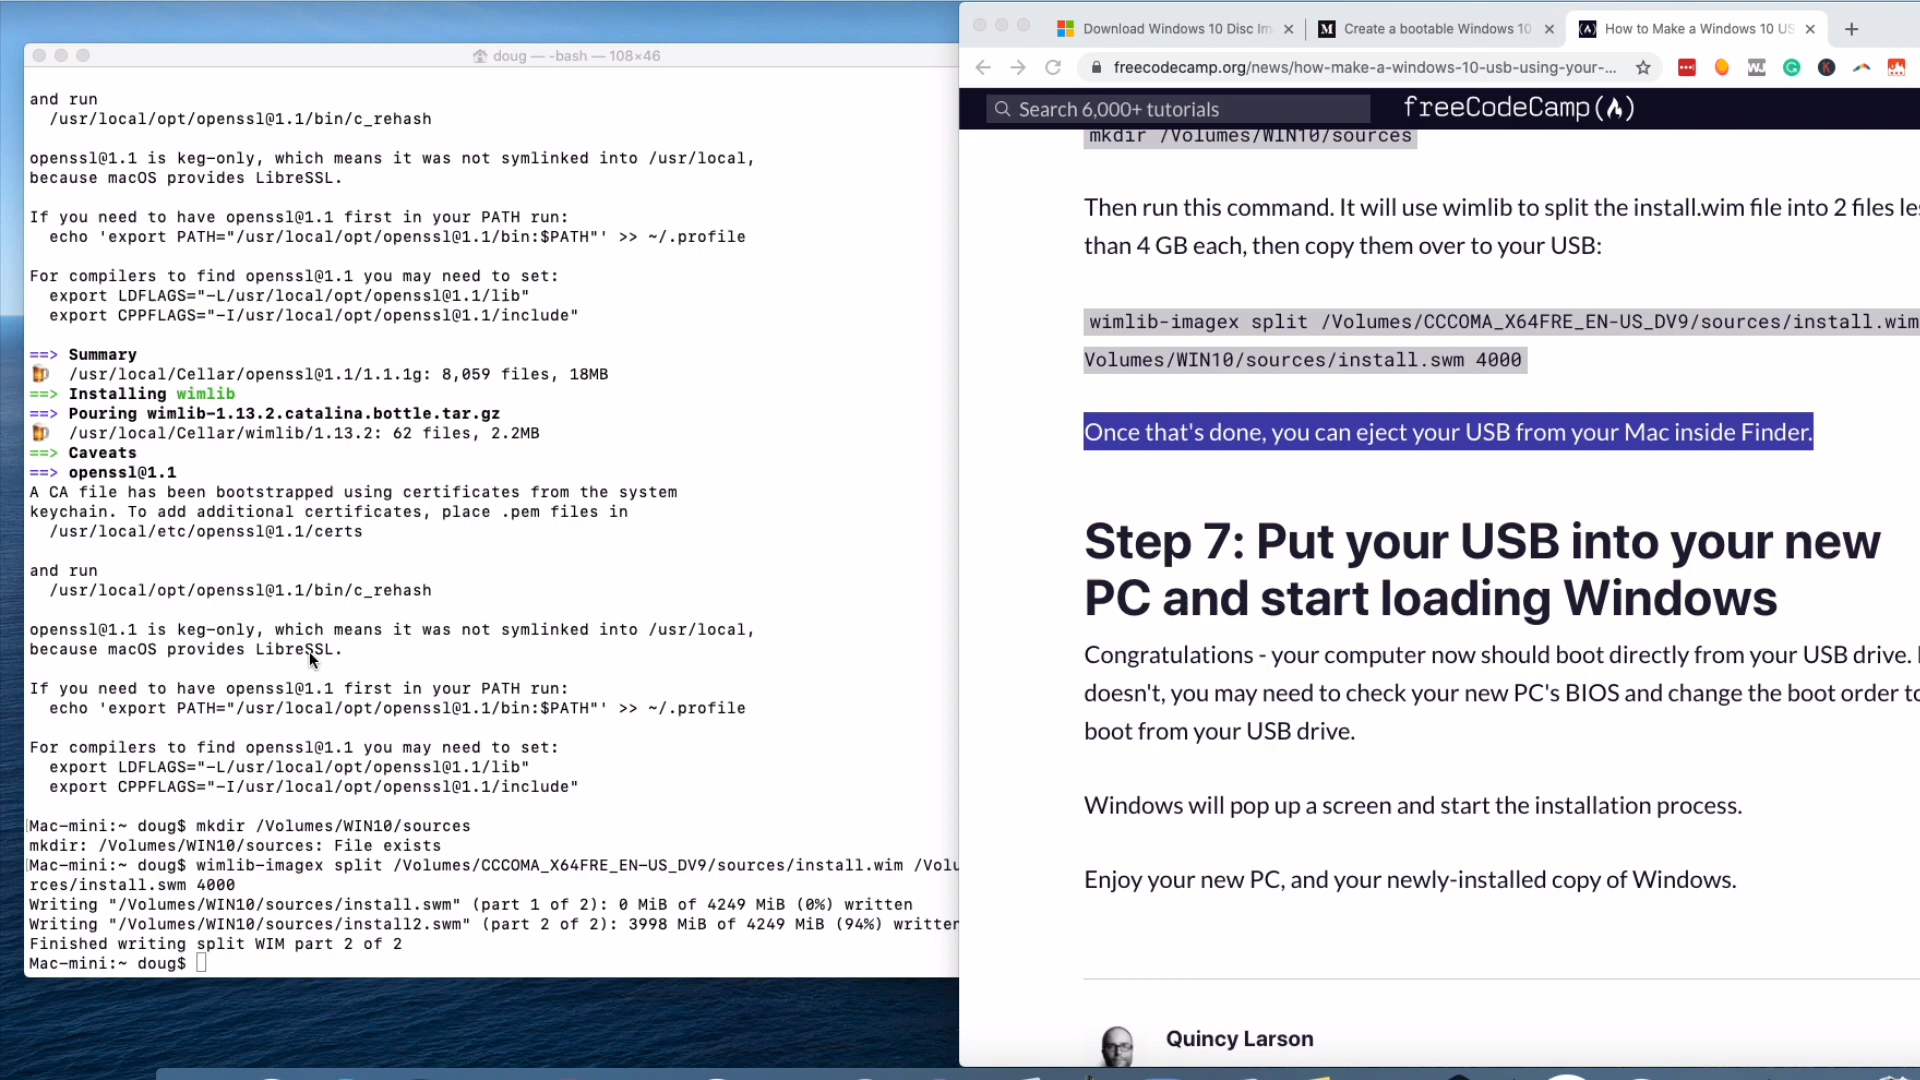 doug — -bash — 108×46
and run
/usr/local/opt/openssl@1.1/bin/c_rehash
openssl@1.1 is keg-only, which means it was not symlinked into /usr/local,
because macOS provides LibreSSL.
If you need to have openssl@1.1 first in your PATH run:
echo 'export PATH="/usr/local/opt/openssl@1.1/bin:$PATH"' >> ~/.profile
For compilers to find openssl@1.1 you may need to set:
export LDFLAGS="-L/usr/local/opt/openssl@1.1/lib"
export CPPFLAGS="-I/usr/local/opt/openssl@1.1/include"
==> Summary
/usr/local/Cellar/openssl@1.1/1.1.1g: 8,059 files, 18MB
==> Installing wimlib
==> Pouring wimlib-1.13.2.catalina.bottle.tar.gz
/usr/local/Cellar/wimlib/1.13.2: 62 files, 2.2MB
==> Caveats
==> openssl@1.1
A CA file has been bootstrapped using certificates from the system
keychain. To add additional certificates, place .pem files in
/usr/local/etc/openssl@1.1/certs
and run
/usr/local/opt/openssl@1.1/bin/c_rehash
openssl@1.1 is keg-only, which means it was not symlinked into /usr/local,
because macOS provides LibreSSL.
If you need to have openssl@1.1 first in your PATH run:
echo 'export PATH="/usr/local/opt/openssl@1.1/bin:$PATH"' >> ~/.profile
For compilers to find openssl@1.1 you may need to set:
export LDFLAGS="-L/usr/local/opt/openssl@1.1/lib"
export CPPFLAGS="-I/usr/local/opt/openssl@1.1/include"
[Mac-mini:~ doug$ mkdir /Volumes/WIN10/sources
mkdir: /Volumes/WIN10/sources: File exists
[Mac-mini:~ doug$ wimlib-imagex split /Volumes/CCCOMA_X64FRE_EN-US_DV9/sources/install.wim /Volu
rces/install.swm 4000
Writing "/Volumes/WIN10/sources/install.swm" (part 1 of 2): 0 MiB of 4249 MiB (0%) written
Writing "/Volumes/WIN10/sources/install2.swm" (part 2 of 2): 3998 MiB of 4249 MiB (94%) written
Finished writing split WIM part 2 of 2
Mac-mini:~ doug$
Download Windows 10 Disc Im
Create a bootable Windows 10
How to Make a Windows 10 US
freecodecamp.org/news/how-make-a-windows-10-usb-using-your-...
Search 6,000+ tutorials
freeCodeCamp
mkdir /Volumes/WIN10/sources
Then run this command. It will use wimlib to split the install.wim file into 2 files les
than 4 GB each, then copy them over to your USB:
wimlib-imagex split /Volumes/CCCOMA_X64FRE_EN-US_DV9/sources/install.wim
Volumes/WIN10/sources/install.swm 4000
Once that's done, you can eject your USB from your Mac inside Finder.
Step 7: Put your USB into your new
PC and start loading Windows
Congratulations - your computer now should boot directly from your USB drive.
doesn't, you may need to check your new PC's BIOS and change the boot order to
boot from your USB drive.
Windows will pop up a screen and start the installation process.
Enjoy your new PC, and your newly-installed copy of Windows.
Quincy Larson